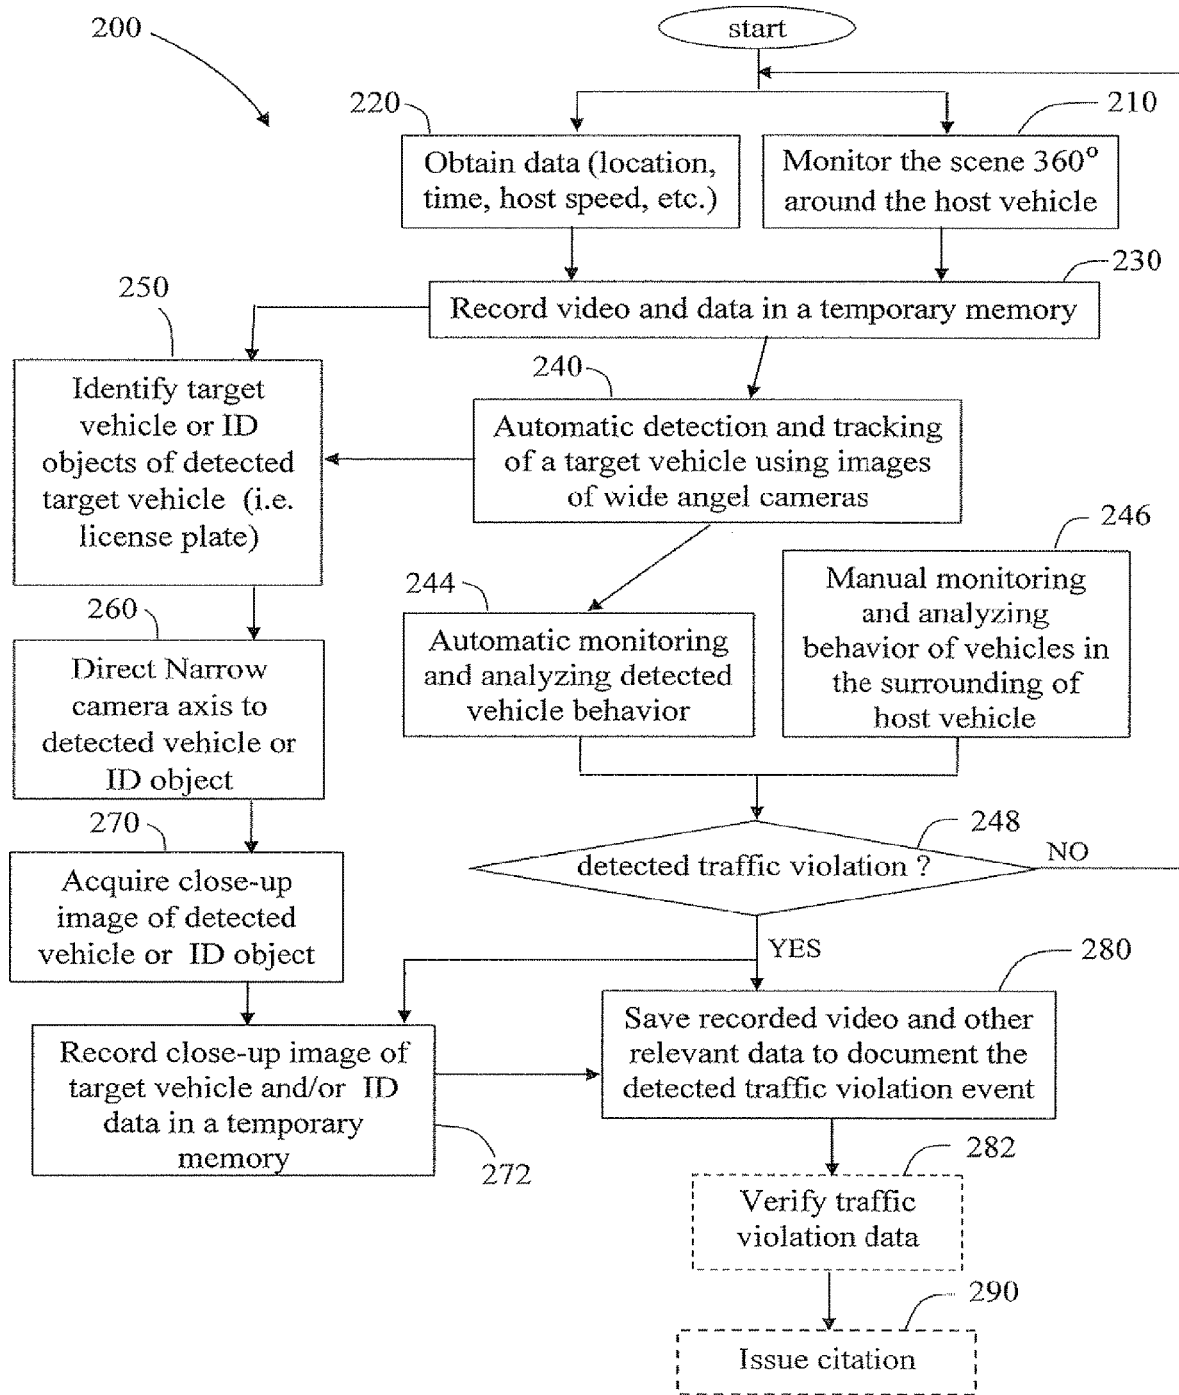 200
start
220
210
Obtain data (location,
time, host speed, etc.)
Monitor the scene 360°
around the host vehicle
230
Record video and data in a temporary memory
250
Identify target
vehicle or ID
objects of detected
target vehicle (i.e.
license plate)
240
Automatic detection and tracking
of a target vehicle using images
of wide angel cameras
246
Manual monitoring
and analyzing
behavior of vehicles in
the surrounding of
host vehicle
244
Automatic monitoring
and analyzing detected
vehicle behavior
260
Direct Narrow
camera axis to
detected vehicle or
ID object
270
Acquire close-up
image of detected
vehicle or ID object
248
detected traffic violation ?
NO
YES
280
Save recorded video and other
relevant data to document the
detected traffic violation event
Record close-up image of
target vehicle and/or ID
data in a temporary
memory
272
282
Verify traffic
violation data
290
Issue citation